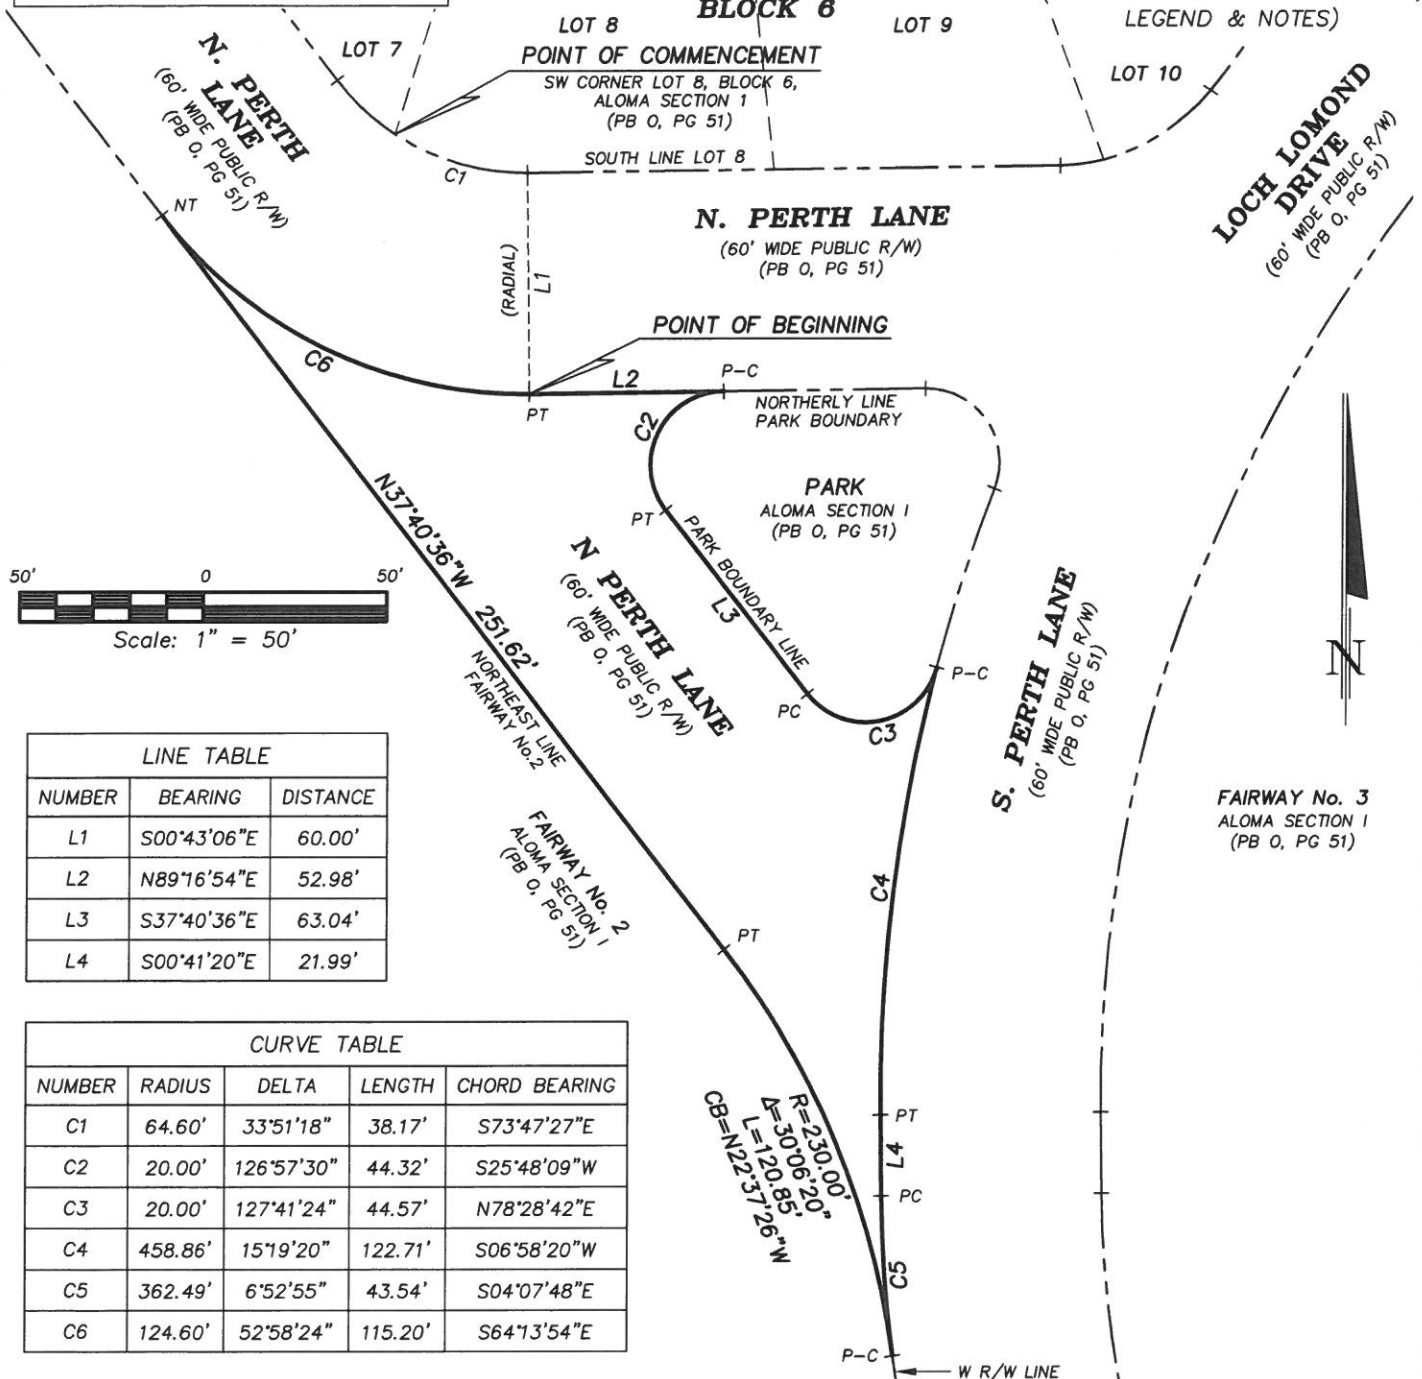 BLOCK 6
LOT 7
LOT 8
LOT 9
LOT 10
LEGEND & NOTES)
POINT OF COMMENCEMENT
SW CORNER LOT 8, BLOCK 6,
ALOMA SECTION 1
(PB O, PG 51)
SOUTH LINE LOT 8
C1
N. PERTH
LANE
(60' WIDE PUBLIC R/W)
(PB O, PG 51)
NT
LOCH LOMOND
DRIVE
(60' WIDE PUBLIC R/W)
(PB O, PG 51)
N. PERTH LANE
(60' WIDE PUBLIC R/W)
(PB O, PG 51)
(RADIAL)
L1
POINT OF BEGINNING
C6
L2
P-C
PT
NORTHERLY LINE
PARK BOUNDARY
C2
PARK
ALOMA SECTION 1
(PB O, PG 51)
PT
PARK BOUNDARY LINE
L3
N37°40'36"W 251.62'
NORTHEAST LINE
FAIRWAY No.2
N PERTH LANE
(60' WIDE PUBLIC R/W)
(PB O, PG 51)
50' 0 50'
Scale: 1" = 50'
PC
C3
P-C
S. PERTH LANE
(60' WIDE PUBLIC R/W)
(PB O, PG 51)
N
LINE TABLE
NUMBER BEARING DISTANCE
L1 S00°43'06"E 60.00'
L2 N89°16'54"E 52.98'
L3 S37°40'36"E 63.04'
L4 S00°41'20"E 21.99'
FAIRWAY No. 2
ALOMA SECTION 1
(PB O, PG 51)
FAIRWAY No. 3
ALOMA SECTION 1
(PB O, PG 51)
C4
PT
CURVE TABLE
NUMBER RADIUS DELTA LENGTH CHORD BEARING
C1 64.60' 33°51'18" 38.17' S73°47'27"E
C2 20.00' 126°57'30" 44.32' S25°48'09"W
C3 20.00' 127°41'24" 44.57' N78°28'42"E
C4 458.86' 15°19'20" 122.71' S06°58'20"W
C5 362.49' 6°52'55" 43.54' S04°07'48"E
C6 124.60' 52°58'24" 115.20' S64°13'54"E
R=230.00'
Δ=30°06'20"
L=120.85'
CB=N22°37'26"W
PT
L4
PC
C5
P-C
W R/W LINE